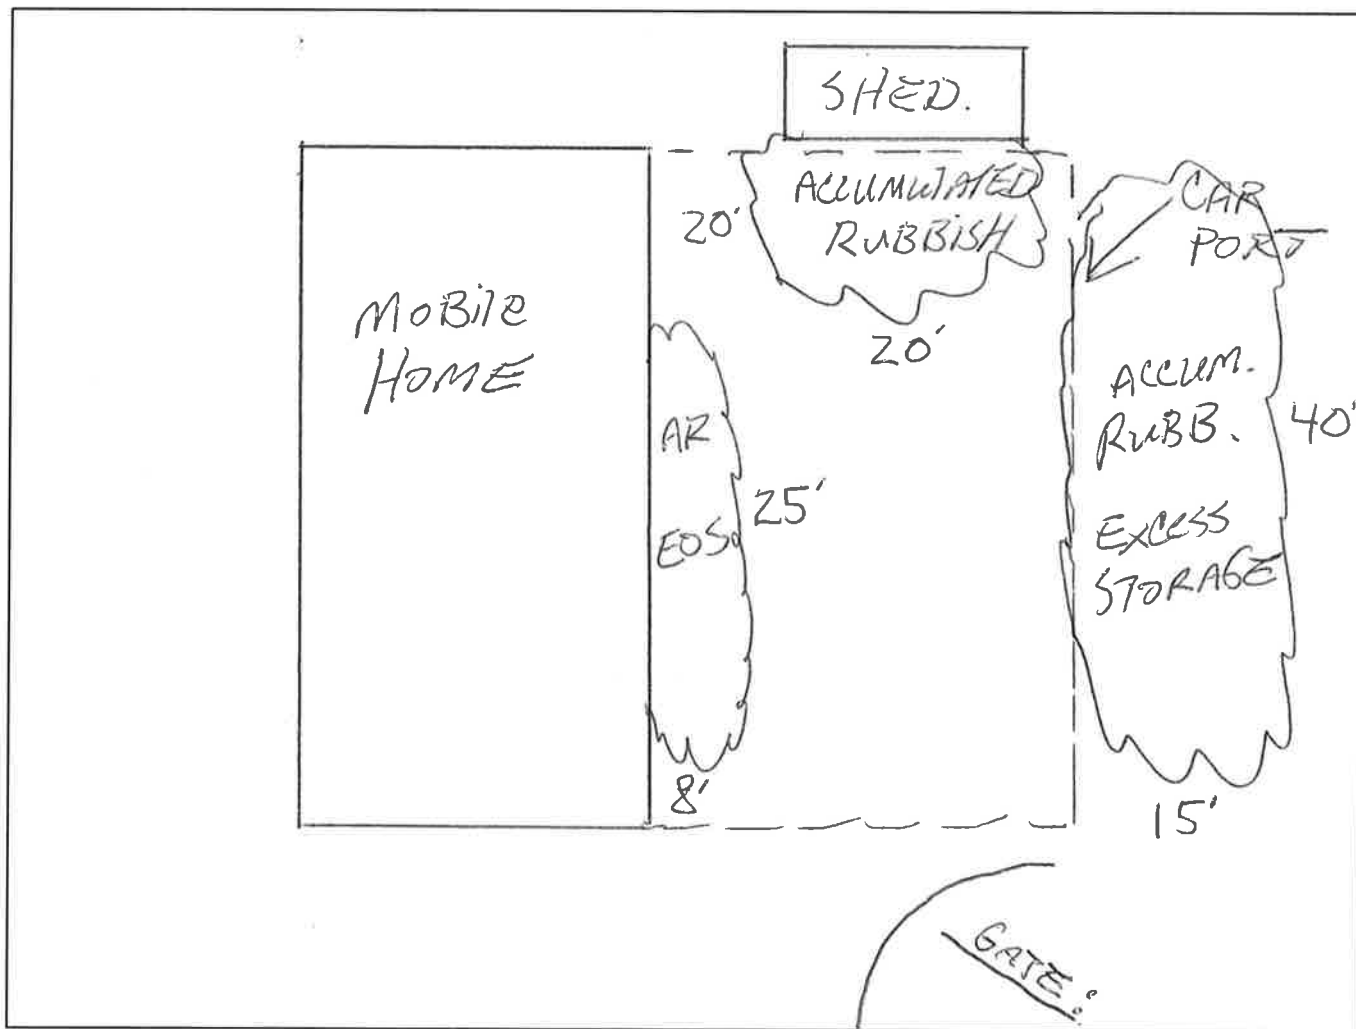 SHED.
ACCUMULATED
RUBBISH
20'
20'
CAR
PORT
MOBile
HOME
AR
EOS.
25'
8'
ACCUM.
RUBB.
EXCESS
STORAGE
40'
15'
GATE: